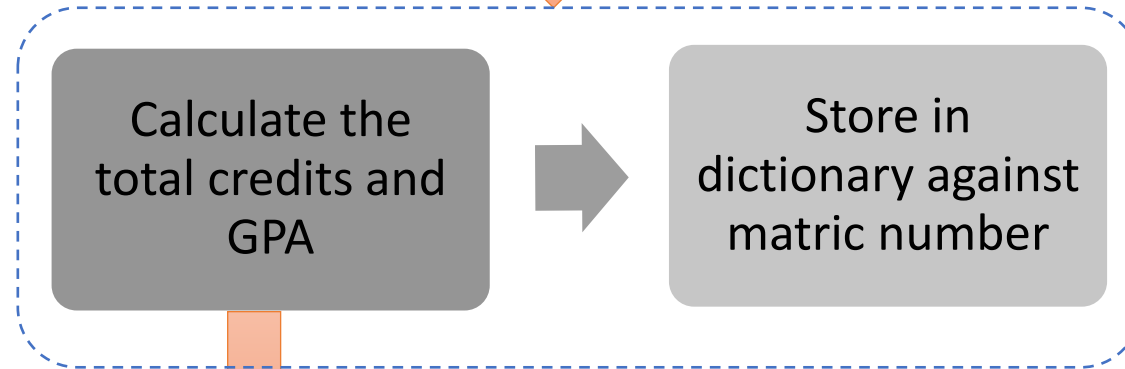 Calculate the
total credits and
GPA
Store in
dictionary against
matric number